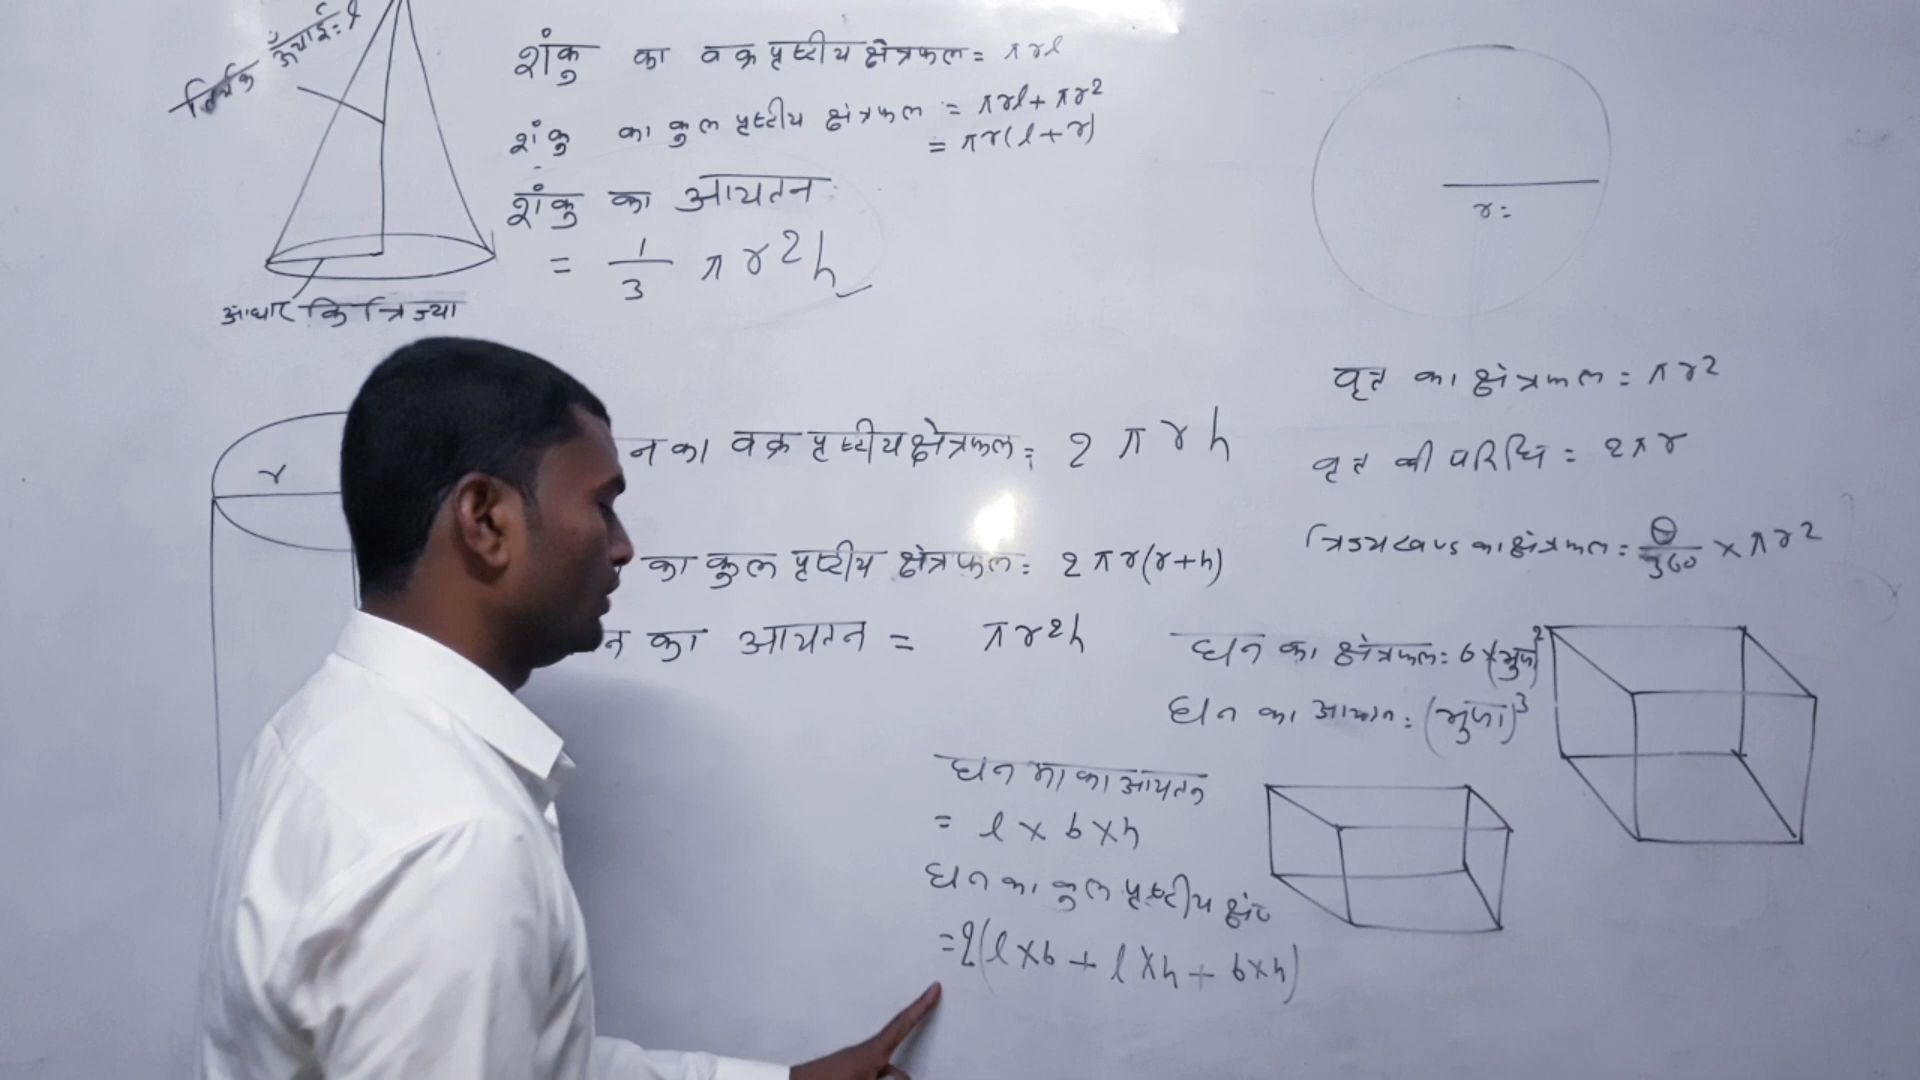 तिर्यक ऊँचाई = l
शंकु का वक्र पृष्ठीय क्षेत्रफल = πrl
शंकु का कुल पृष्ठीय क्षेत्रफल = πrl + πr²
= πr(l+r)
शंकु का आयतन
= 1/3 πr²h
आधार कि त्रिज्या
r
न का वक्र पृष्ठीय क्षेत्रफल = 2πrh
का कुल पृष्ठीय क्षेत्रफल = 2πr(r+h)
न का आयतन = πr²h
r =
वृत का क्षेत्रफल = πr²
वृत की परिधि = 2πr
त्रिज्यखण्ड का क्षेत्रफल = θ/360 × πr²
घन का क्षेत्रफल = 6×(भुजा)²
घन का आयतन = (भुजा)³
घन भा का आयतन
= l×b×h
घन का कुल पृष्ठीय क्षे०
= 2(l×b + l×h + b×h)